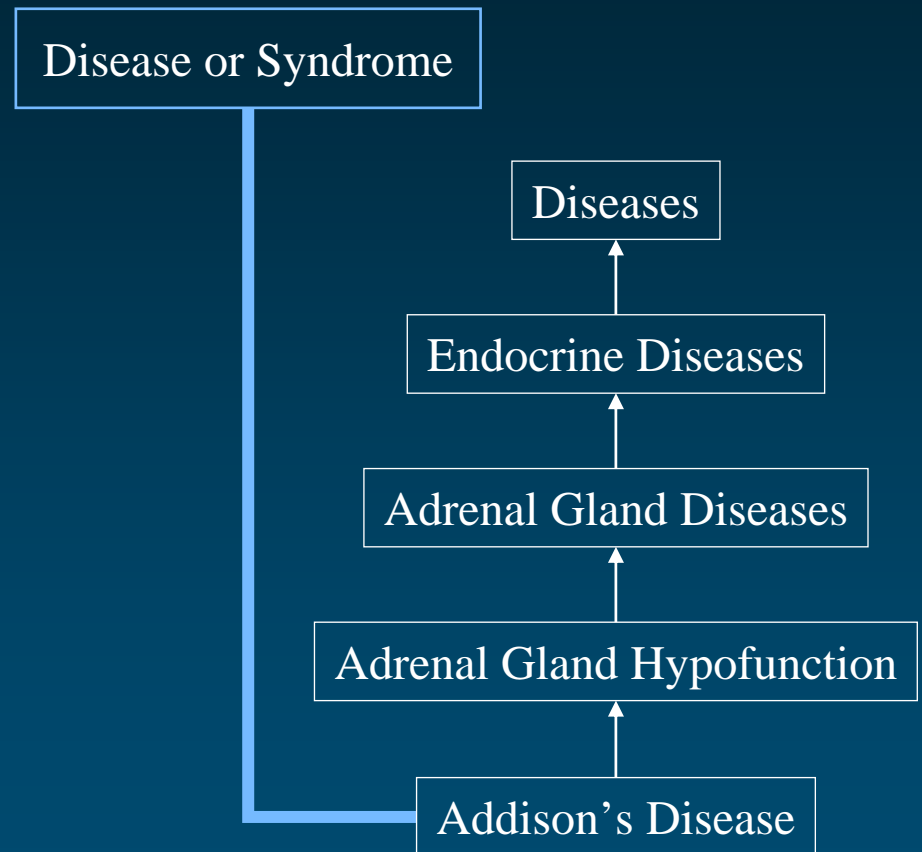 Disease or Syndrome
Diseases
Endocrine Diseases
Adrenal Gland Diseases
Adrenal Gland Hypofunction
Addison’s Disease